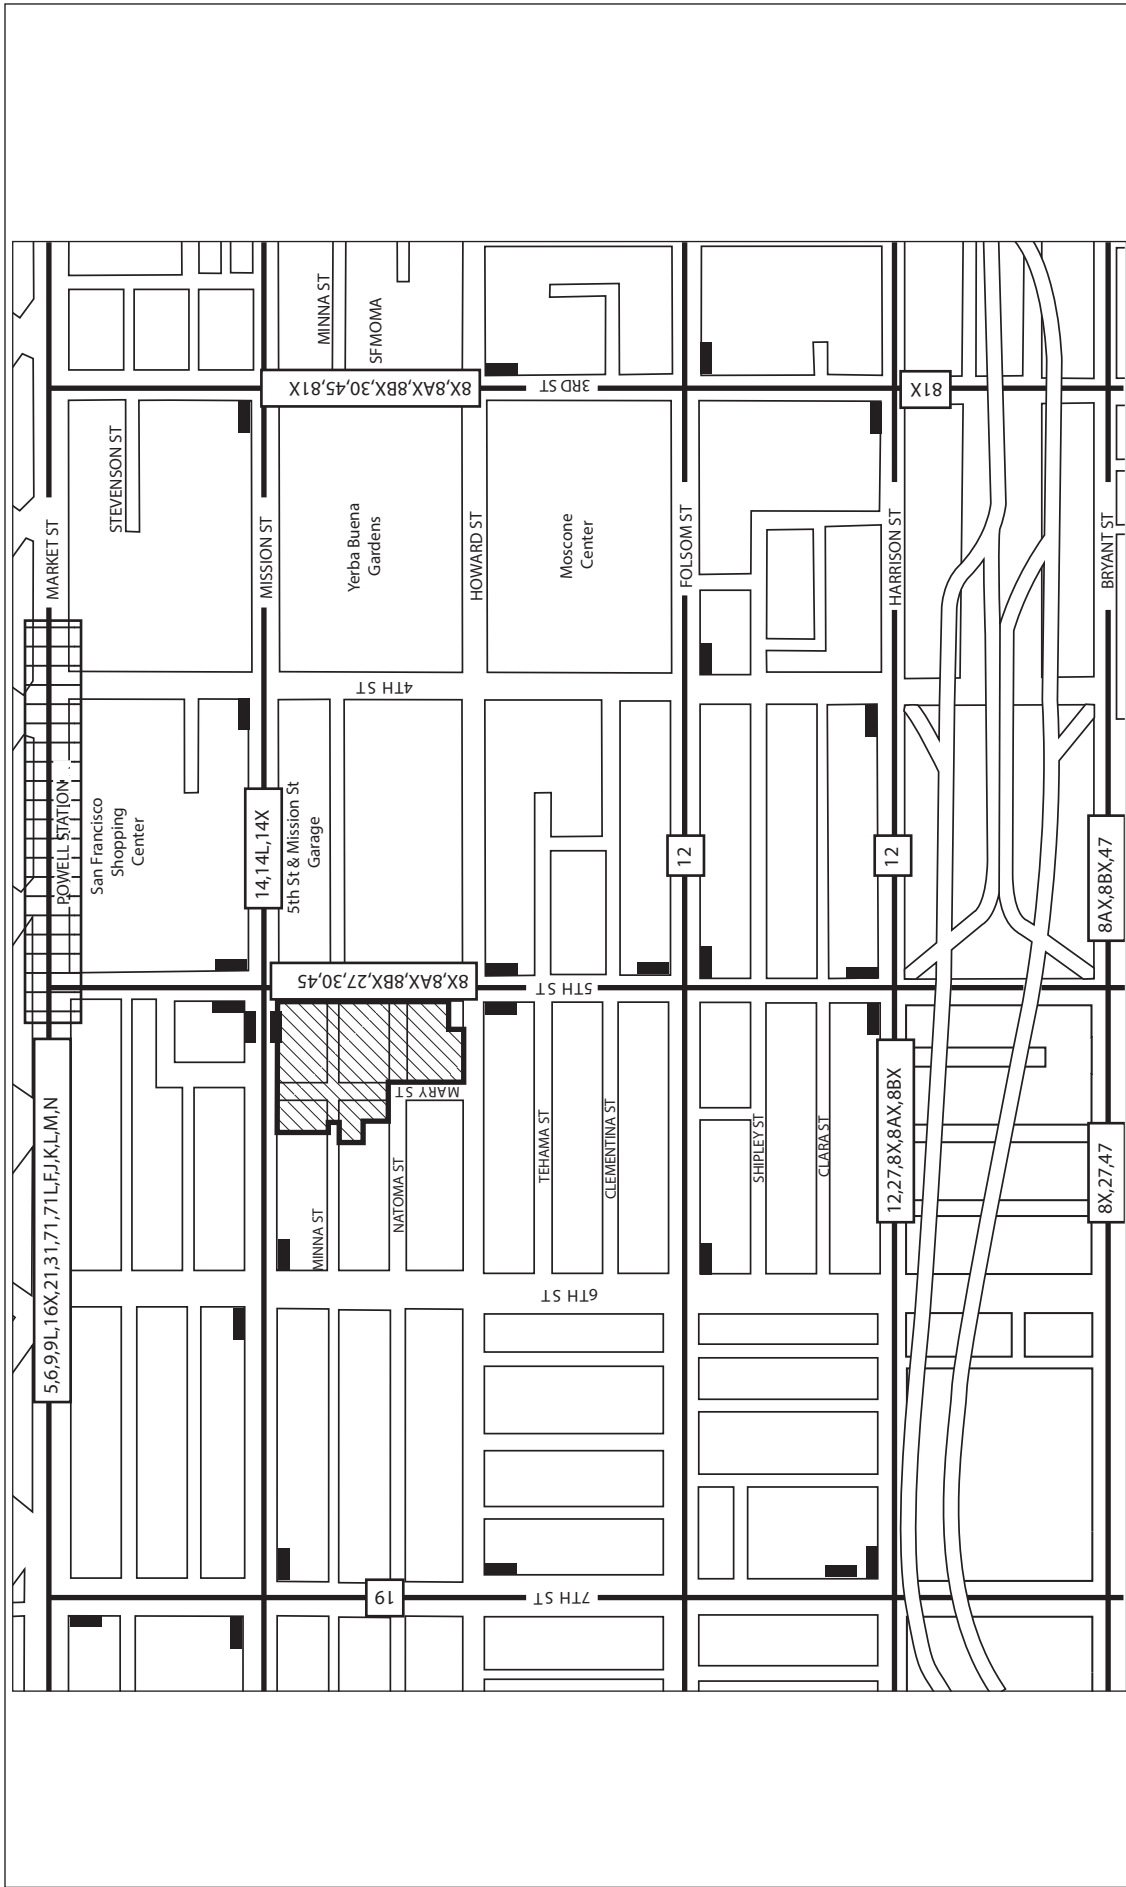 MARKET ST
STEVENSON ST
MISSION ST
MINNA ST
SFMOMA
8X,8AX,8BX,30,45,81X
3RD ST
81X
Yerba Buena
Gardens
HOWARD ST
Moscone
Center
FOLSOM ST
HARRISON ST
BRYANT ST
4TH ST
POWELL STATION
San Francisco
Shopping
Center
14,14L,14X
5th St & Mission St
Garage
12
12
8AX,8BX,47
8X,8AX,8BX,27,30,45
5TH ST
5,6,9,9L,16X,21,31,71,71L,F,J,K,L,M,N
MARY ST
MINNA ST
NATOMA ST
TEHAMA ST
CLEMENTINA ST
SHIPLEY ST
CLARA ST
12,27,8X,8AX,8BX
8X,27,47
6TH ST
19
7TH ST